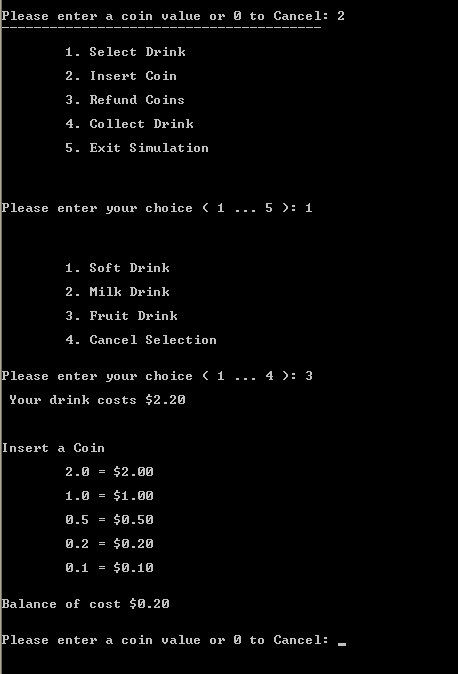 Please enter a coin value or 0 to Cancel: 2
1. Select Drink
2. Insert Coin
3. Refund Coins
4. Collect Drink
5. Exit Simulation
Please enter your choice ( 1 ... 5 ): 1
1. Soft Drink
2. Milk Drink
3. Fruit Drink
4. Cancel Selection
Please enter your choice ( 1 ... 4 ): 3
Your drink costs $2.20
Insert a Coin
2.0 = $2.00
1.0 = $1.00
0.5 = $0.50
0.2 = $0.20
0.1 = $0.10
Balance of cost $0.20
Please enter a coin value or 0 to Cancel: _